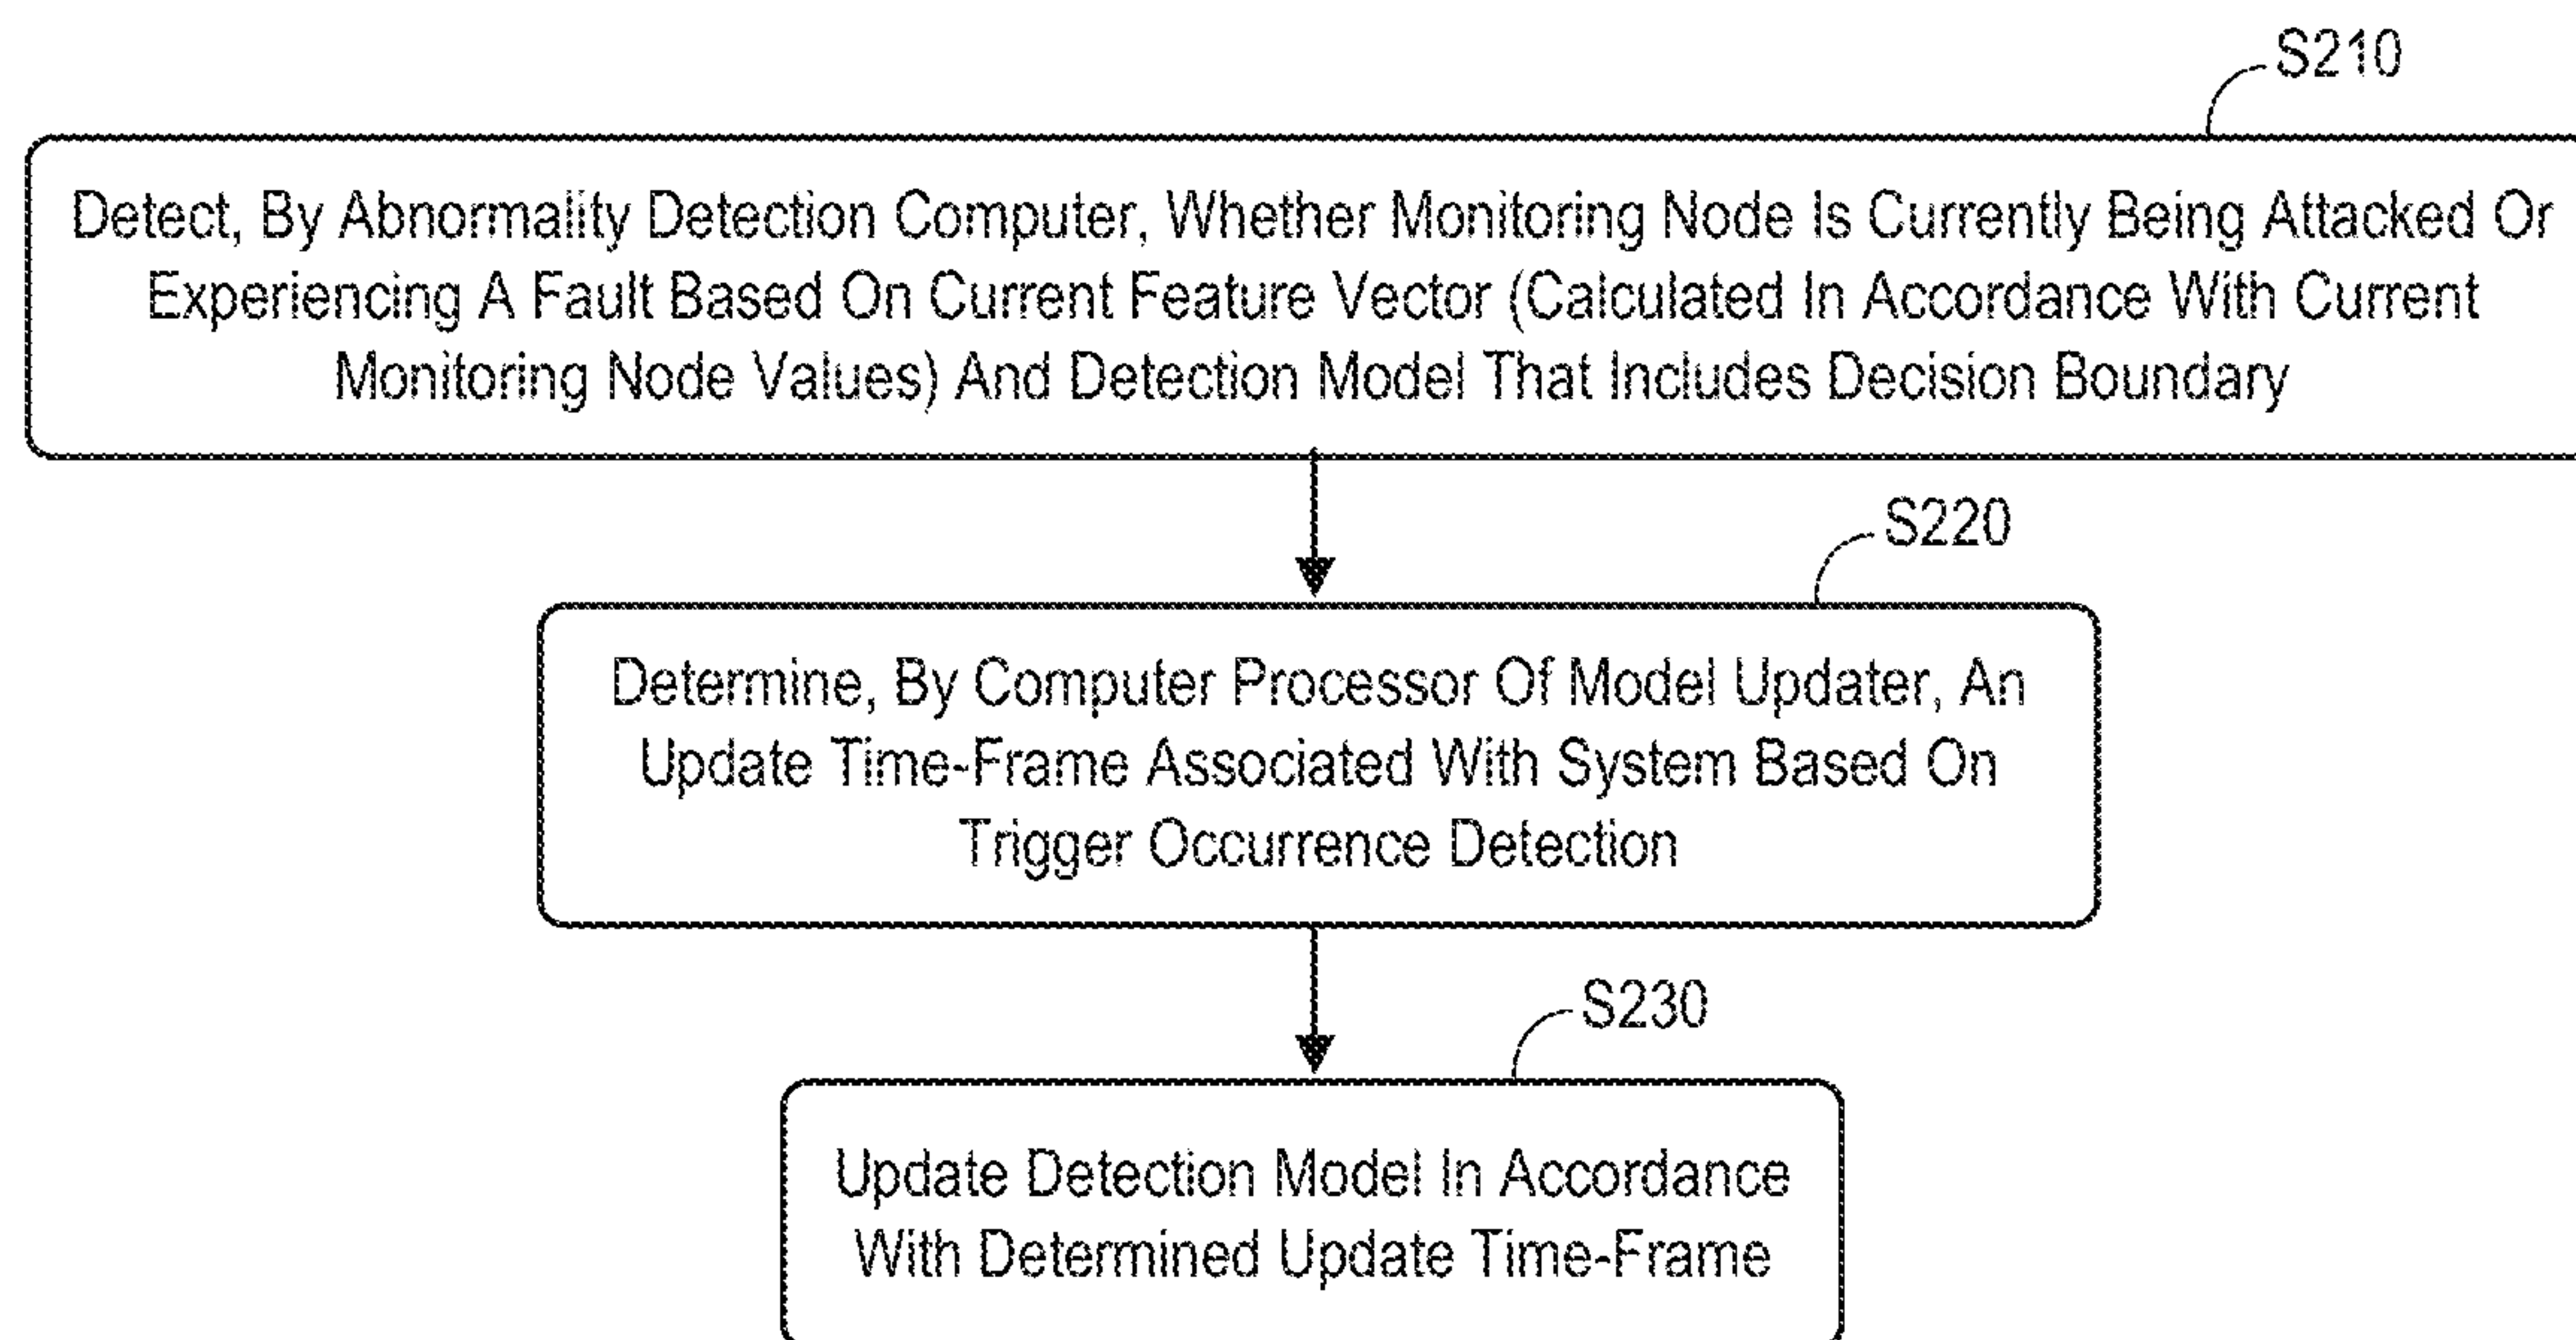 S210
Detect, By Abnormality Detection Computer, Whether Monitoring Node Is Currently Being Attacked Or
Experiencing A Fault Based On Current Feature Vector (Calculated In Accordance With Current
Monitoring Node Values) And Detection Model That Includes Decision Boundary
S220
Determine, By Computer Processor Of Model Updater, An
Update Time-Frame Associated With System Based On
Trigger Occurrence Detection
S230
Update Detection Model In Accordance
With Determined Update Time-Frame